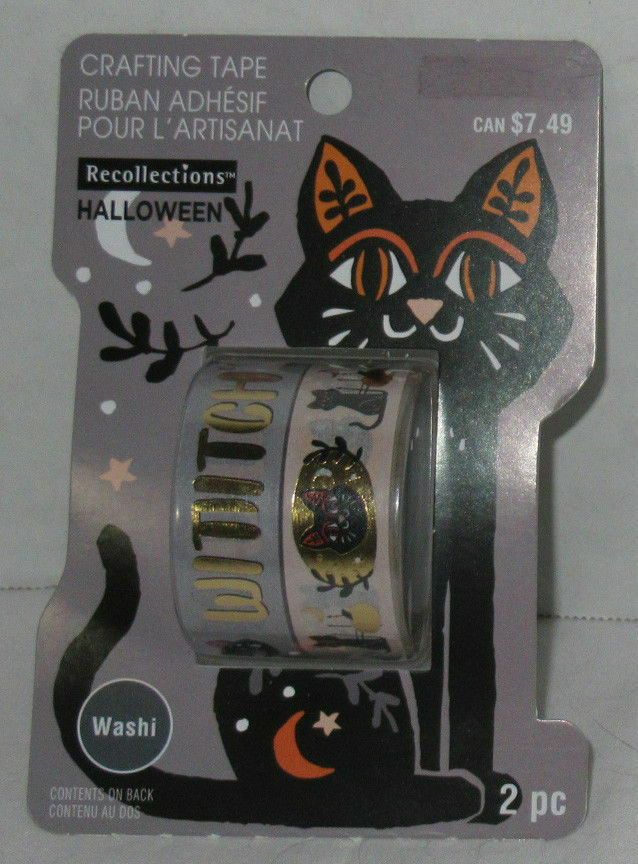 CRAFTING TAPE
RUBAN ADHÉSIF
POUR L'ARTISANAT
CAN $7.49
Recollections™
HALLOWEEN
WITITCH
Washi
CONTENTS ON BACK
CONTENU AU DOS
2 pc